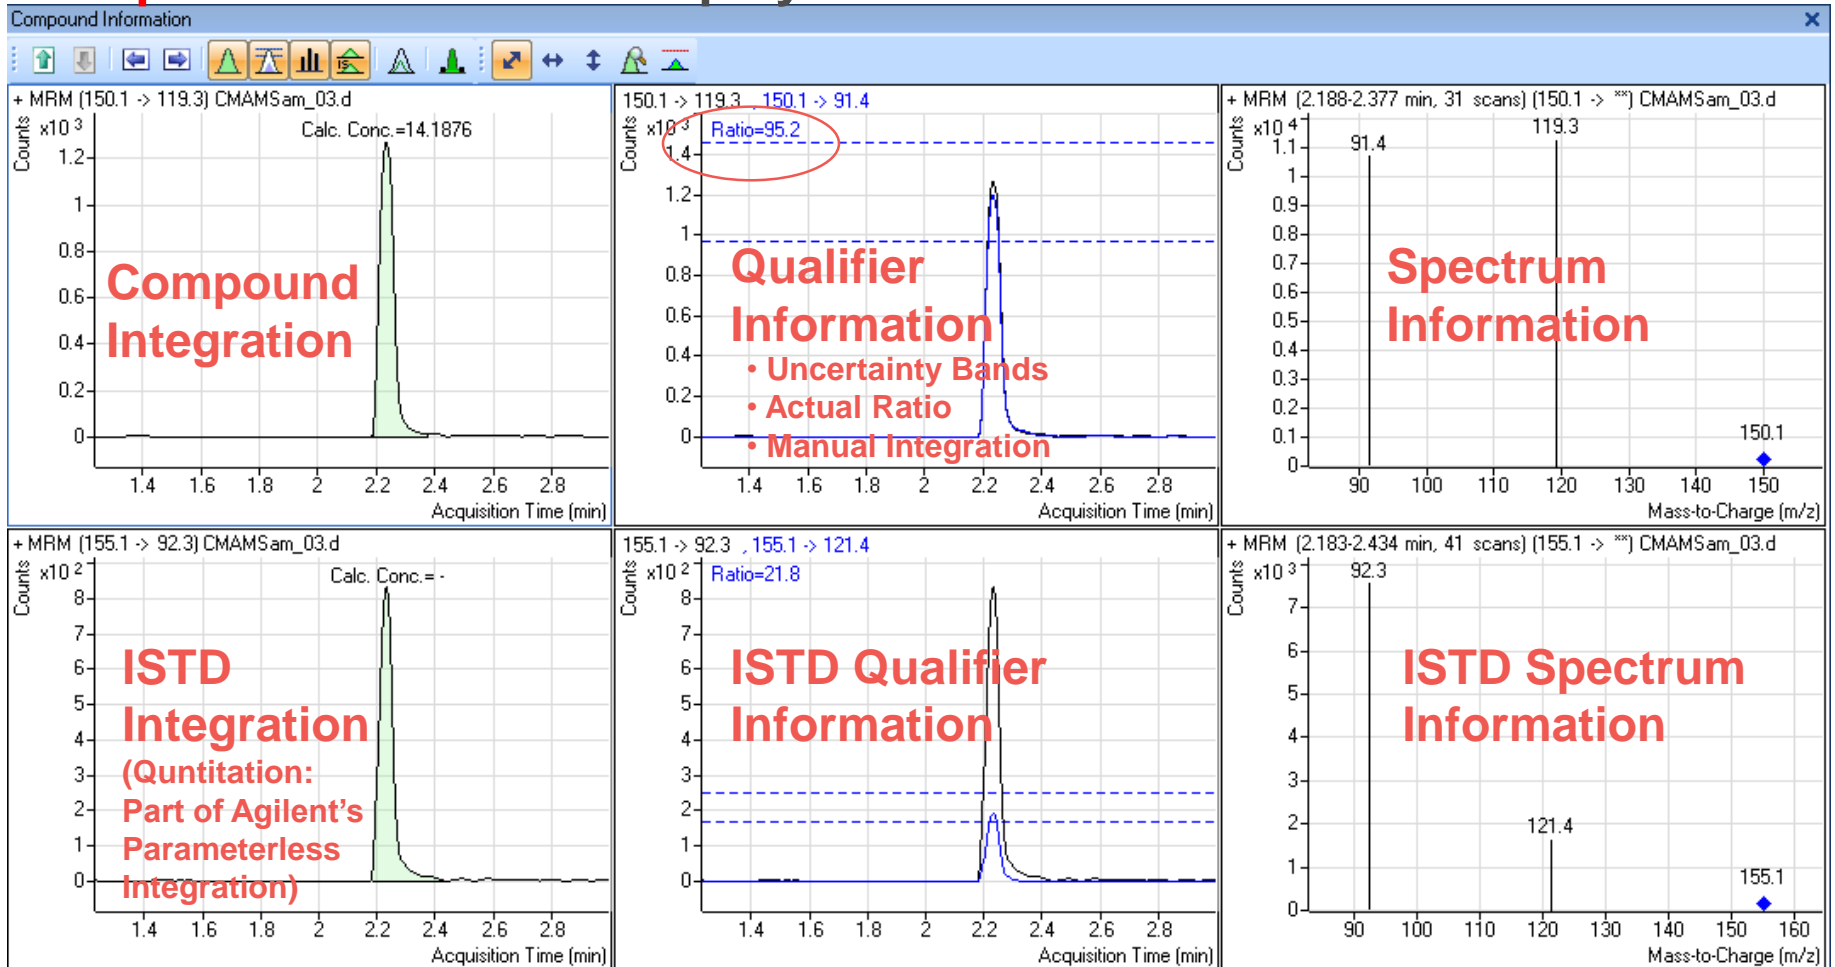 Compound Information
+ MRM (150.1 -> 119.3) CMAMSam_03.d
Counts
x10 3
Calc. Conc.=14.1876
1.2
1
0.8
0.6
0.4
0.2
0
Compound
Integration
1.4 1.6 1.8 2 2.2 2.4 2.6 2.8
Acquisition Time (min)
150.1 -> 119.3 , 150.1 -> 91.4
Counts
x10 3
Ratio=95.2
1.4
1.2
1
0.8
0.6
0.4
0.2
0
Qualifier
Information
• Uncertainty Bands
• Actual Ratio
• Manual Integration
1.4 1.6 1.8 2 2.2 2.4 2.6 2.8
Acquisition Time (min)
+ MRM (2.188-2.377 min, 31 scans) (150.1 -> **) CMAMSam_03.d
Counts
x10 4
119.3
91.4
1.1
1
0.9
0.8
0.7
0.6
0.5
0.4
0.3
0.2
0.1
0
Spectrum
Information
150.1
90 100 110 120 130 140 150
Mass-to-Charge (m/z)
+ MRM (155.1 -> 92.3) CMAMSam_03.d
Counts
x10 2
Calc. Conc.= -
8
7
6
5
4
3
2
1
0
ISTD
Integration
(Quntitation:
Part of Agilent’s
Parameterless
Integration)
1.4 1.6 1.8 2 2.2 2.4 2.6 2.8
Acquisition Time (min)
155.1 -> 92.3 , 155.1 -> 121.4
Counts
x10 2
Ratio=21.8
8
7
6
5
4
3
2
1
0
ISTD Qualifier
Information
1.4 1.6 1.8 2 2.2 2.4 2.6 2.8
Acquisition Time (min)
+ MRM (2.183-2.434 min, 41 scans) (155.1 -> **) CMAMSam_03.d
Counts
x10 3
92.3
7
6
5
4
3
2
1
0
ISTD Spectrum
Information
121.4
155.1
90 100 110 120 130 140 150 160
Mass-to-Charge (m/z)